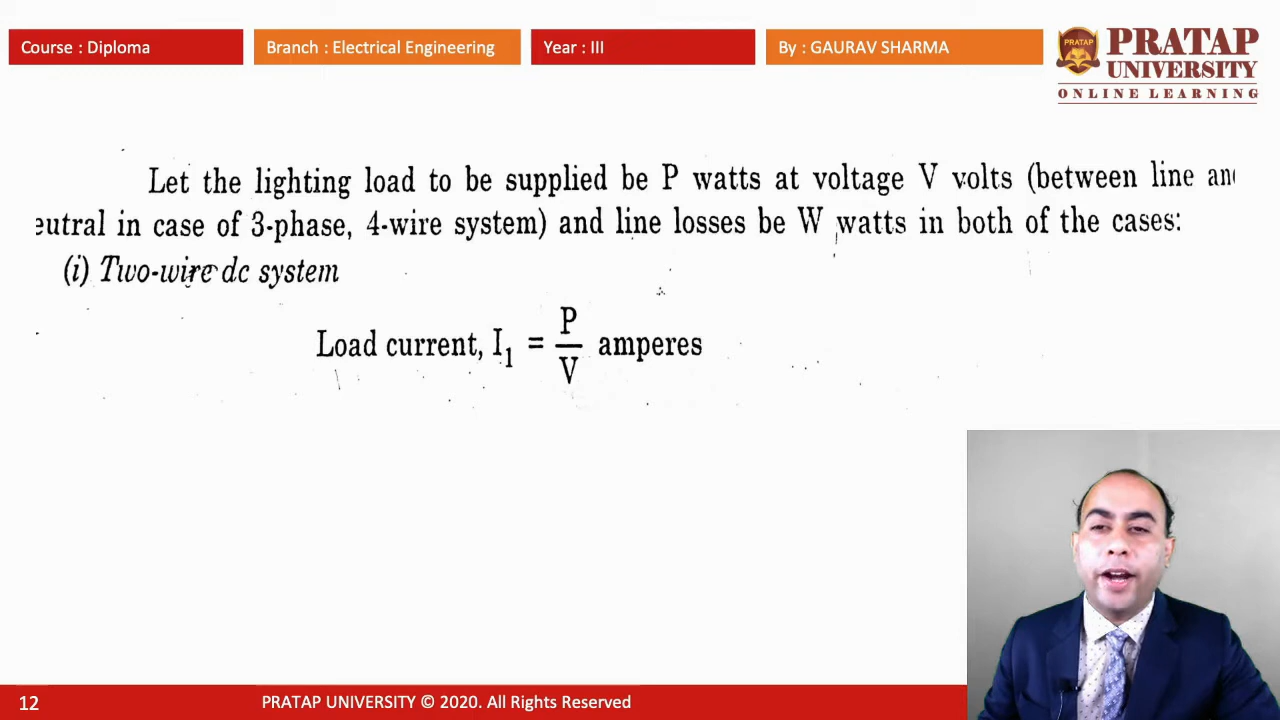 Course : Diploma
Branch : Electrical Engineering
Year : III
By : GAURAV SHARMA
PRATAP
PRATAP
UNIVERSITY
ONLINE LEARNING
Let the lighting load to be supplied be P watts at voltage V volts (between line an
eutral in case of 3-phase, 4-wire system) and line losses be W watts in both of the cases:
(i) Two-wire dc system
Load current, I₁ = P/V amperes
12
PRATAP UNIVERSITY © 2020. All Rights Reserved